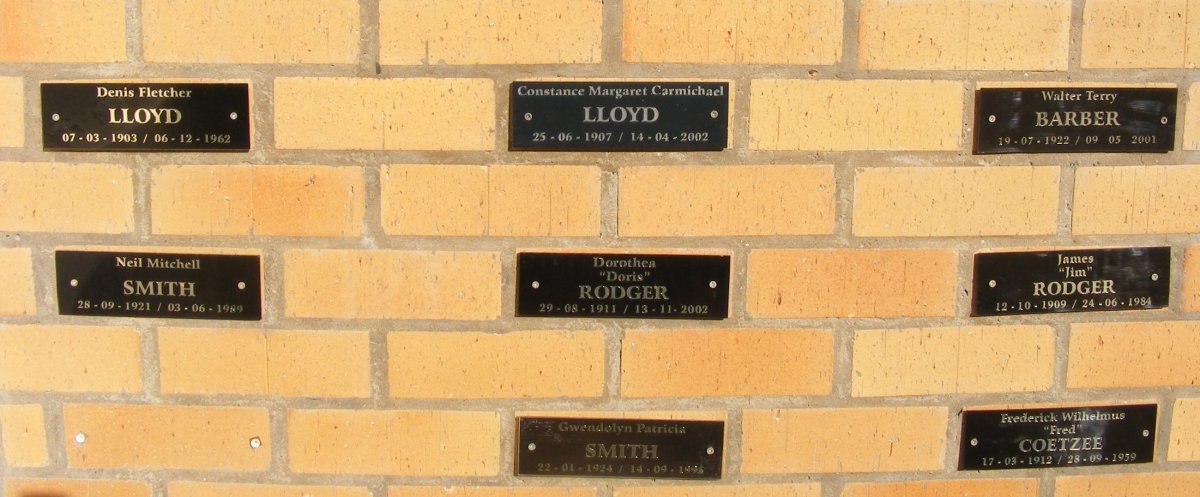 Denis Fletcher
LLOYD
07-03-1903 / 06-12-1962
Constance Margaret Carmichael
LLOYD
25-06-1907 / 14-04-2002
Walter Terry
BARBER
19-07-1922 / 09 05 2001
Neil Mitchell
SMITH
28-09-1921 / 03-06-1989
Dorothea
"Doris"
RODGER
29-08-1911 / 13-11-2002
James
"Jim"
RODGER
12-10-1909 / 24-06-1984
Gwendolyn Patricia
SMITH
22-01-1924 / 14-09-1998
Frederick Wilhelmus
"Fred"
COETZEE
17-03-1912 / 28-09-1959